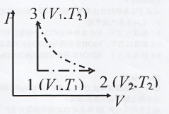 P
3 (V₁.T₂)
1 (V₁.T₁)
2 (V₂.T₂)
V